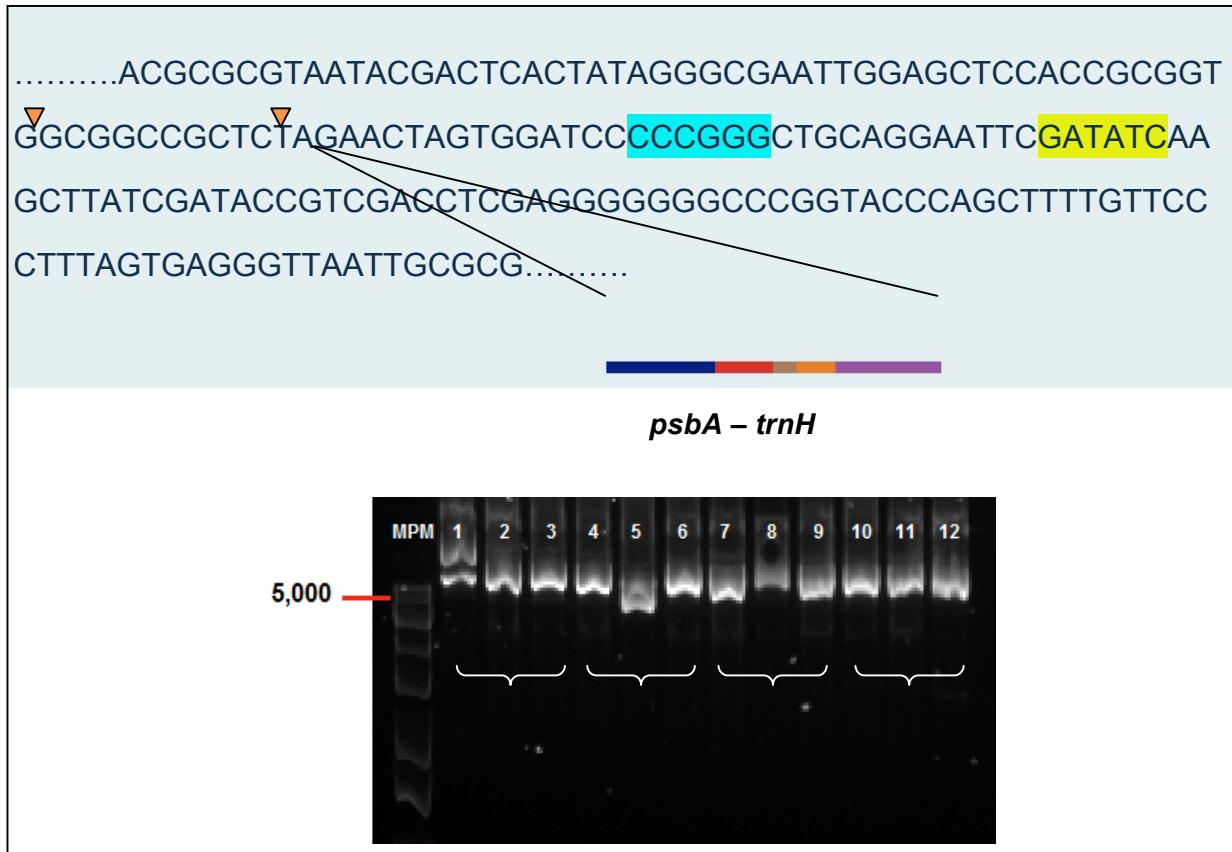 ..........ACGCGCGTAATACGACTCACTATAGGGCGAATTGGAGCTCCACCGCGGT
GGCGGCCGCTCTAGAACTAGTGGATCCCCCGGGCTGCAGGAATTCGATATCAA
GCTTATCGATACCGTCGACCTCGAGGGGGGGCCCGGTACCCAGCTTTTGTTCC
CTTTAGTGAGGGTTAATTGCGCG..........
psbA – trnH
MPM 1 2 3 4 5 6 7 8 9 10 11 12
5,000